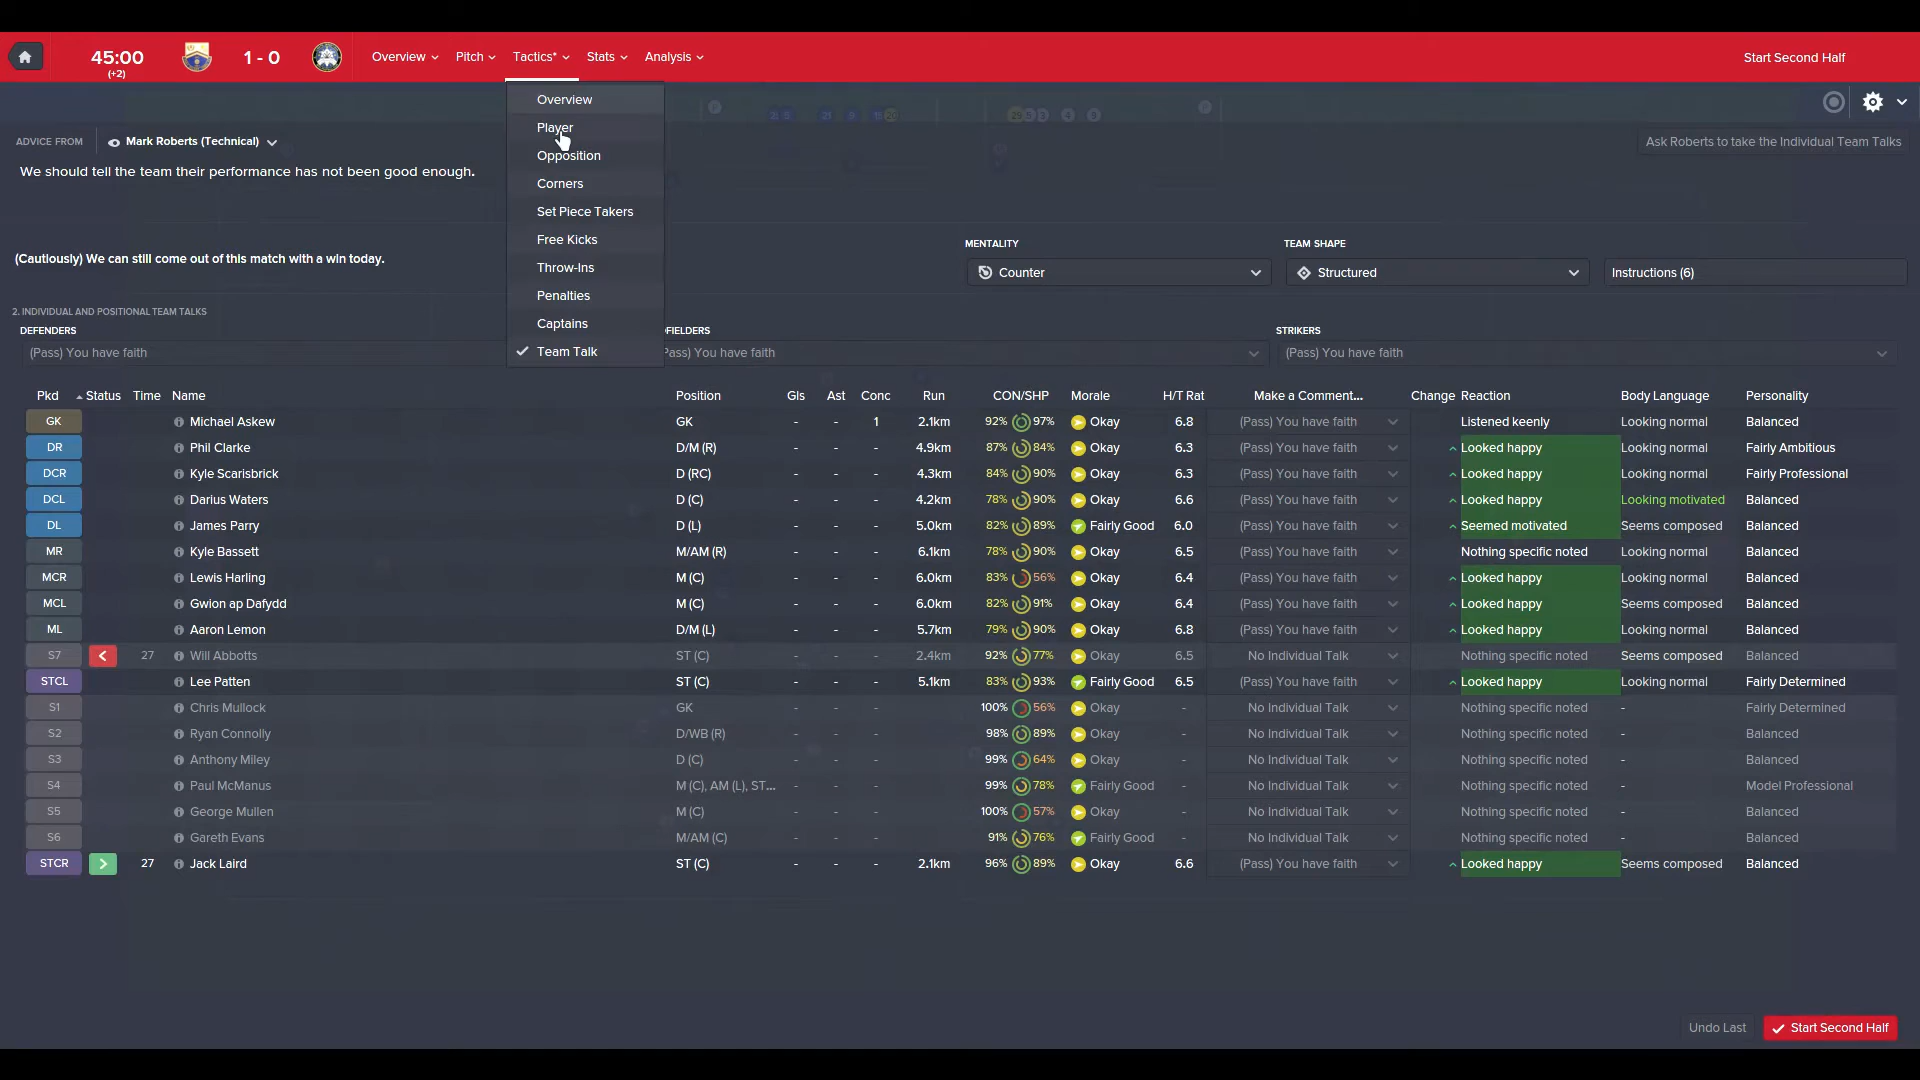 45:00
(+2)
1 - 0
Overview
Pitch
Tactics*
Stats
Analysis
Start Second Half
Overview
Player
Opposition
Corners
Set Piece Takers
Free Kicks
Throw-Ins
Penalties
Captains
Team Talk
ADVICE FROM
Mark Roberts (Technical)
Ask Roberts to take the Individual Team Talks
We should tell the team their performance has not been good enough.
(Cautiously) We can still come out of this match with a win today.
MENTALITY
Counter
TEAM SHAPE
Structured
Instructions (6)
2. INDIVIDUAL AND POSITIONAL TEAM TALKS
DEFENDERS
FIELDERS
STRIKERS
(Pass) You have faith
Pass) You have faith
(Pass) You have faith
Pkd Status Time Name Position Gls Ast Conc Run CON/SHP Morale H/T Rat Make a Comment... Change Reaction Body Language Personality
GK Michael Askew GK - - 1 2.1km 92% 97% Okay 6.8 (Pass) You have faith Listened keenly Looking normal Balanced
DR Phil Clarke D/M (R) - - - 4.9km 87% 84% Okay 6.3 (Pass) You have faith Looked happy Looking normal Fairly Ambitious
DCR Kyle Scarisbrick D (RC) - - - 4.3km 84% 90% Okay 6.3 (Pass) You have faith Looked happy Looking normal Fairly Professional
DCL Darius Waters D (C) - - - 4.2km 78% 90% Okay 6.6 (Pass) You have faith Looked happy Looking motivated Balanced
DL James Parry D (L) - - - 5.0km 82% 89% Fairly Good 6.0 (Pass) You have faith Seemed motivated Seems composed Balanced
MR Kyle Bassett M/AM (R) - - - 6.1km 78% 90% Okay 6.5 (Pass) You have faith Nothing specific noted Looking normal Balanced
MCR Lewis Harling M (C) - - - 6.0km 83% 56% Okay 6.4 (Pass) You have faith Looked happy Looking normal Balanced
MCL Gwion ap Dafydd M (C) - - - 6.0km 82% 91% Okay 6.4 (Pass) You have faith Looked happy Seems composed Balanced
ML Aaron Lemon D/M (L) - - - 5.7km 79% 90% Okay 6.8 (Pass) You have faith Looked happy Looking normal Balanced
S7 27 Will Abbotts ST (C) - - - 2.4km 92% 77% Okay 6.5 No Individual Talk Nothing specific noted Seems composed Balanced
STCL Lee Patten ST (C) - - - 5.1km 83% 93% Fairly Good 6.5 (Pass) You have faith Looked happy Looking normal Fairly Determined
S1 Chris Mullock GK 100% 56% Okay - No Individual Talk Nothing specific noted - Fairly Determined
S2 Ryan Connolly D/WB (R) 98% 89% Okay - No Individual Talk Nothing specific noted - Balanced
S3 Anthony Miley D (C) 99% 64% Okay - No Individual Talk Nothing specific noted - Balanced
S4 Paul McManus M (C), AM (L), ST... 99% 78% Fairly Good - No Individual Talk Nothing specific noted - Model Professional
S5 George Mullen M (C) 100% 57% Okay - No Individual Talk Nothing specific noted - Balanced
S6 Gareth Evans M/AM (C) 91% 76% Fairly Good - No Individual Talk Nothing specific noted - Balanced
STCR 27 Jack Laird ST (C) - - - 2.1km 96% 89% Okay 6.6 (Pass) You have faith Looked happy Seems composed Balanced
Undo Last
Start Second Half